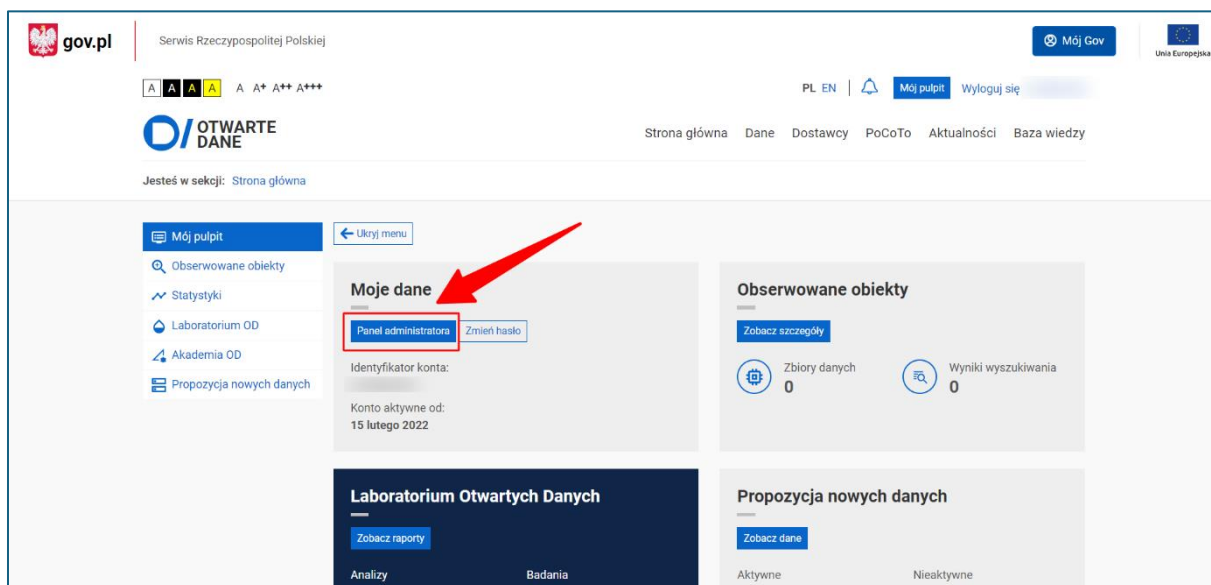 gov.pl
Serwis Rzeczypospolitej Polskiej
Mój Gov
Unia Europejska
A A A A A A+ A++ A+++
PL EN
Mój pulpit
Wyloguj się
OTWARTE
DANE
Strona główna Dane Dostawcy PoCoTo Aktualności Baza wiedzy
Jesteś w sekcji: Strona główna
Mój pulpit
Obserwowane obiekty
Statystyki
Laboratorium OD
Akademia OD
Propozycja nowych danych
Ukryj menu
Moje dane
Panel administratora
Zmień hasło
Identyfikator konta:
Konto aktywne od:
15 lutego 2022
Obserwowane obiekty
Zobacz szczegóły
Zbiory danych
0
Wyniki wyszukiwania
0
Laboratorium Otwartych Danych
Zobacz raporty
Analizy
Badania
Propozycja nowych danych
Zobacz dane
Aktywne
Nieaktywne